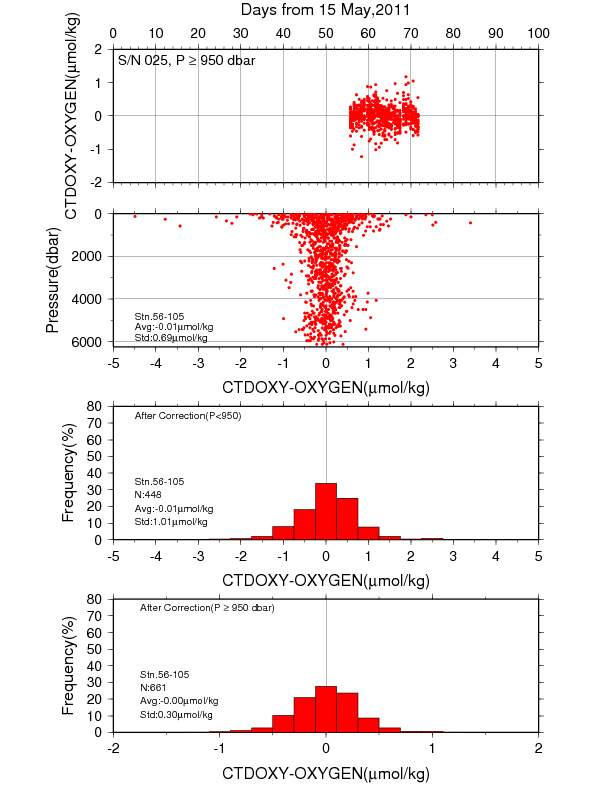 Days from 15 May,2011
0 10 20 30 40 50 60 70 80 90 100
S/N 025, P ≥ 950 dbar
CTDOXY-OXYGEN(μmol/kg)
2
1
0
-1
-2
Pressure(dbar)
0
2000
4000
6000
Stn.56-105
Avg:-0.01μmol/kg
Std:0.69μmol/kg
-5 -4 -3 -2 -1 0 1 2 3 4 5
CTDOXY-OXYGEN(μmol/kg)
Frequency(%)
80
70
60
50
40
30
20
10
0
After Correction(P<950)
Stn.56-105
N:448
Avg:-0.01μmol/kg
Std:1.01μmol/kg
-5 -4 -3 -2 -1 0 1 2 3 4 5
CTDOXY-OXYGEN(μmol/kg)
Frequency(%)
80
70
60
50
40
30
20
10
0
After Correction(P ≥ 950 dbar)
Stn.56-105
N:661
Avg:-0.00μmol/kg
Std:0.30μmol/kg
-2 -1 0 1 2
CTDOXY-OXYGEN(μmol/kg)